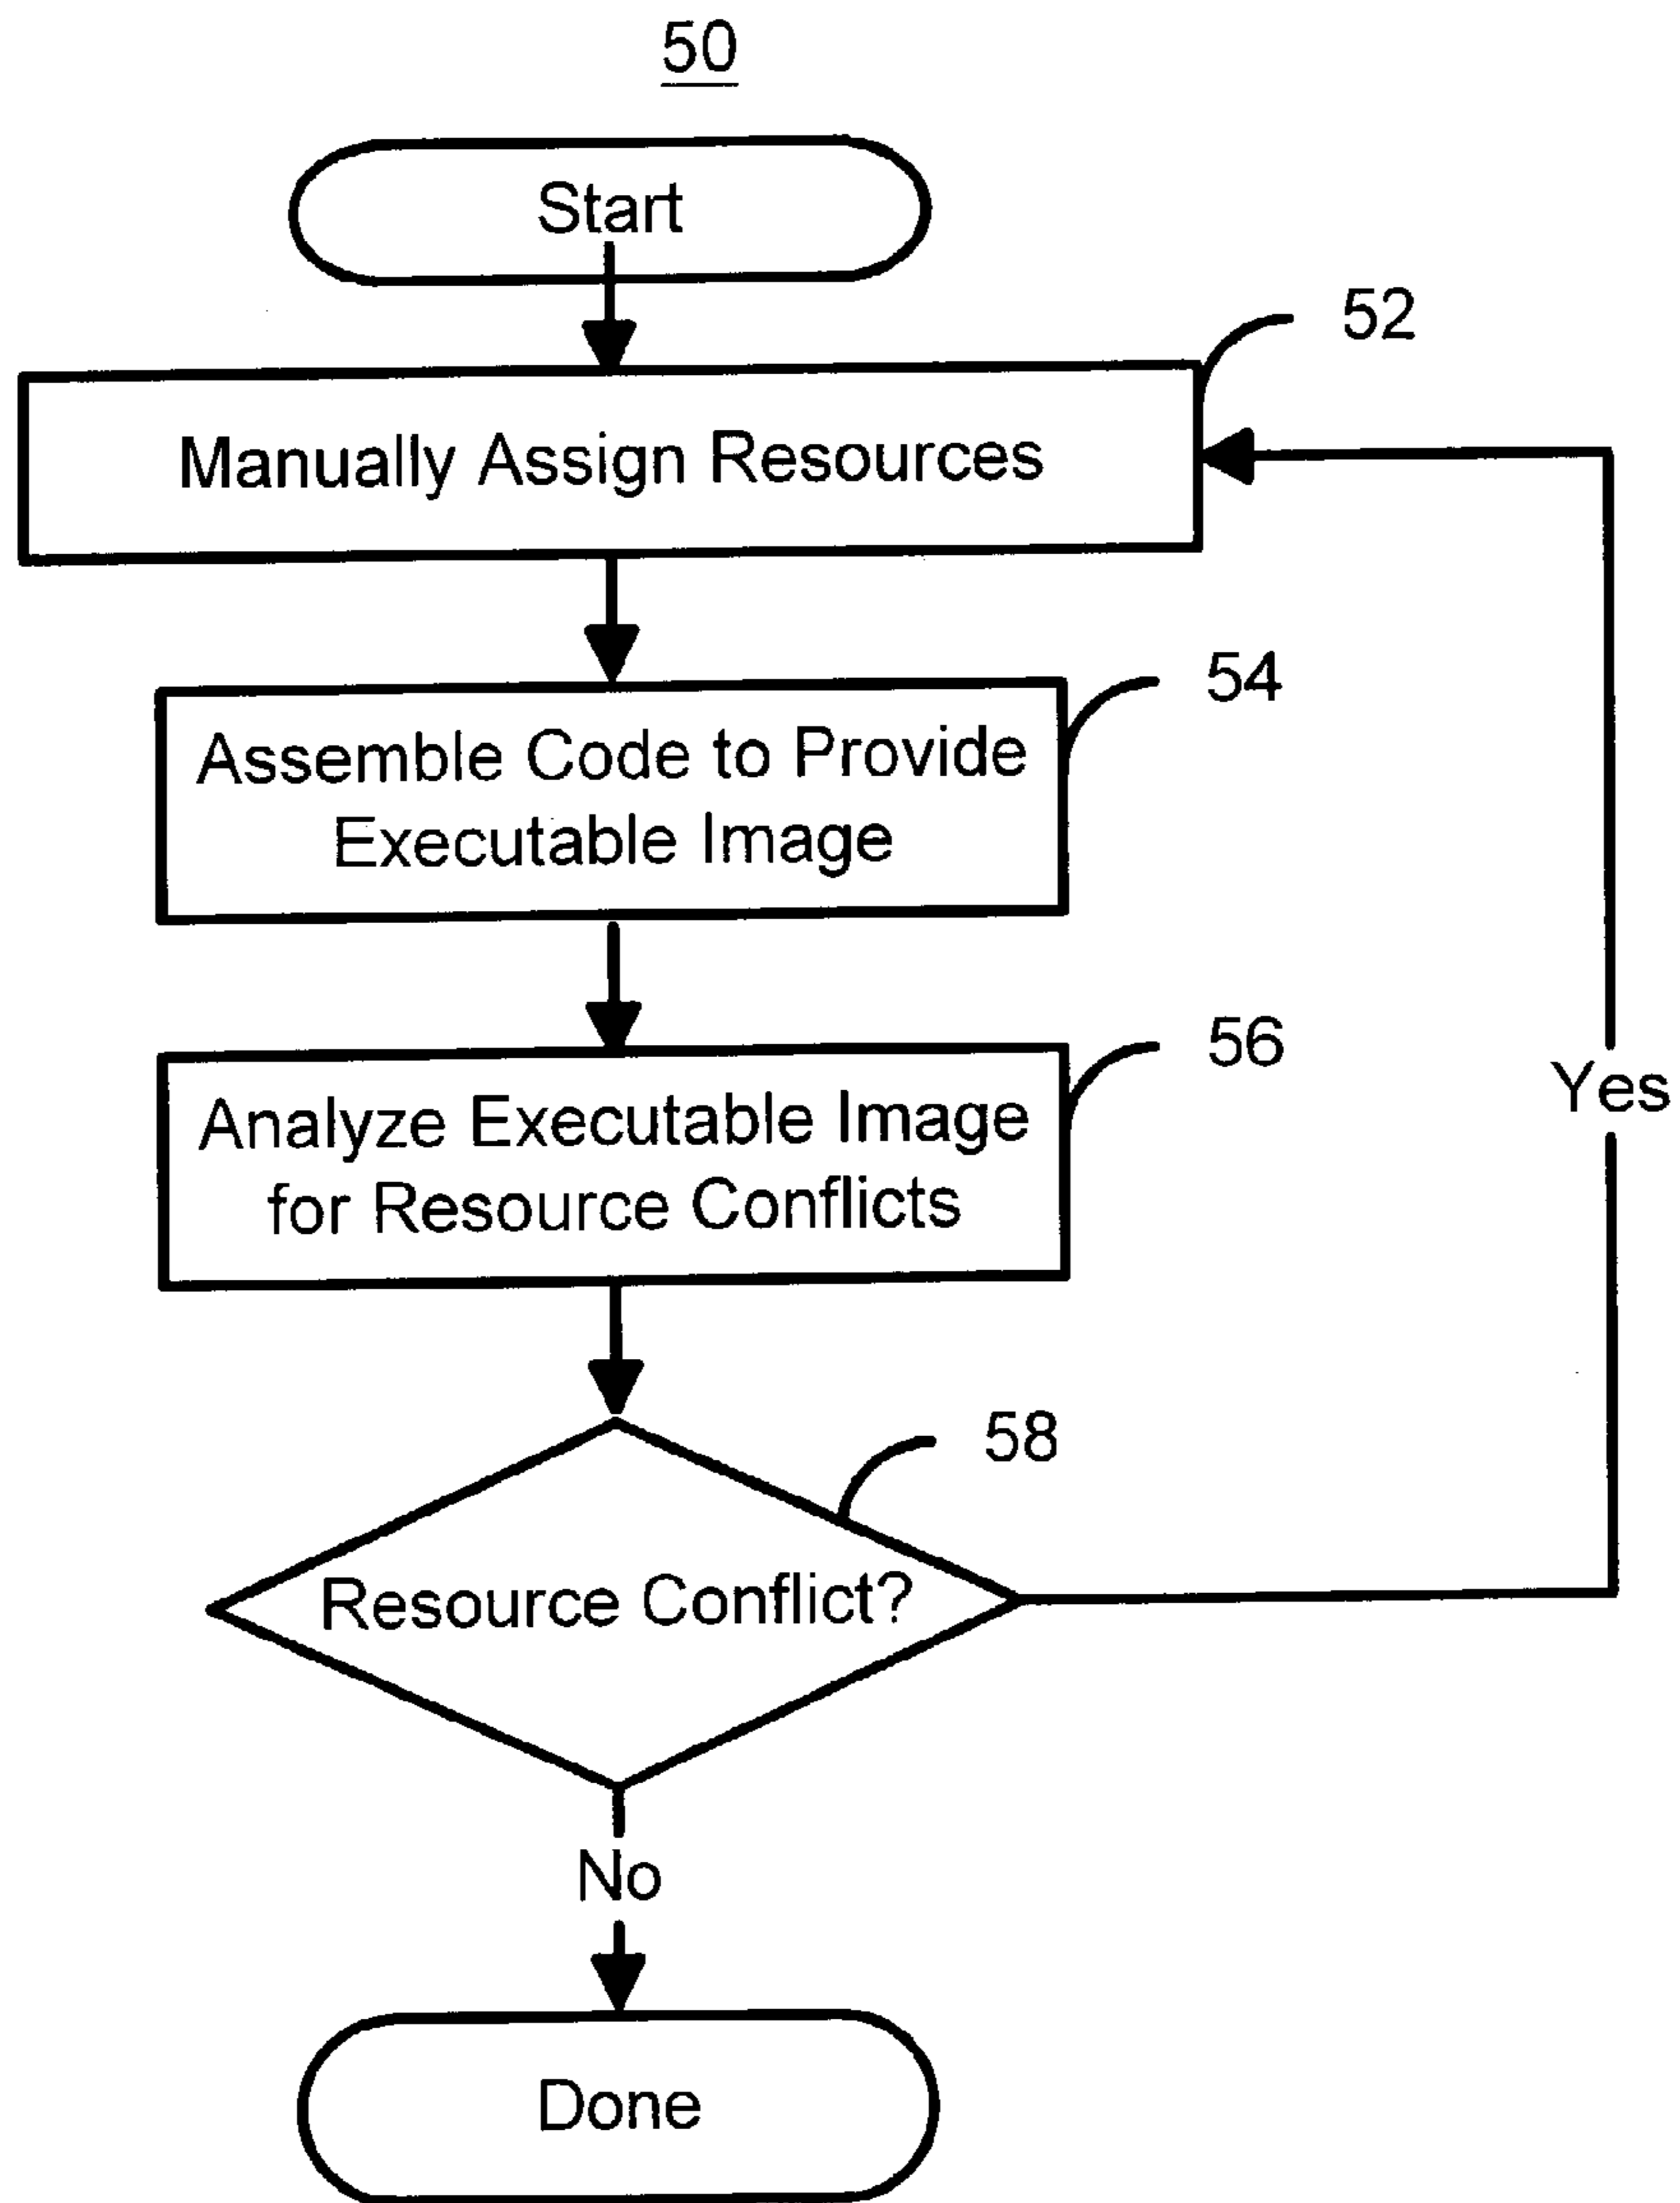 50
Start
52
Manually Assign Resources
54
Assemble Code to Provide
Executable Image
56
Analyze Executable Image
for Resource Conflicts
Yes
58
Resource Conflict?
No
Done